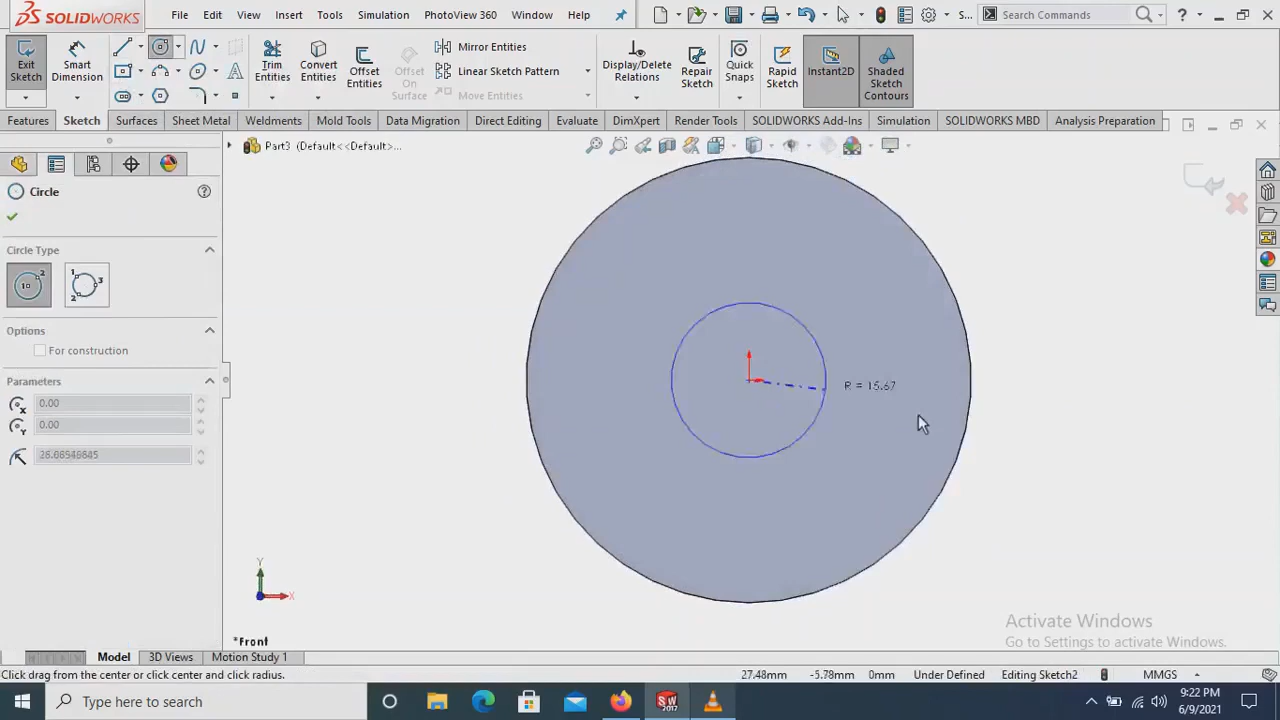 SOLIDWORKS File Edit View Insert Tools Simulation PhotoView 360 Window Help S... Search Commands
Exit Sketch
Smart Dimension
Trim Entities
Convert Entities
Offset Entities
Offset On Surface
Mirror Entities
Linear Sketch Pattern
Move Entities
Display/Delete Relations
Repair Sketch
Quick Snaps
Rapid Sketch
Instant2D
Shaded Sketch Contours
Features Sketch Surfaces Sheet Metal Weldments Mold Tools Data Migration Direct Editing Evaluate DimXpert Render Tools SOLIDWORKS Add-Ins Simulation SOLIDWORKS MBD Analysis Preparation
Part3 (Default<<Default>...
Circle
Circle Type
Options
For construction
Parameters
0.00
0.00
26.08548845
R = 15.67
Y
X
*Front
Activate Windows
Go to Settings to activate Windows.
Model 3D Views Motion Study 1
Click drag from the center or click center and click radius. 27.48mm -5.78mm 0mm Under Defined Editing Sketch2 MMGS
Type here to search
9:22 PM
6/9/2021